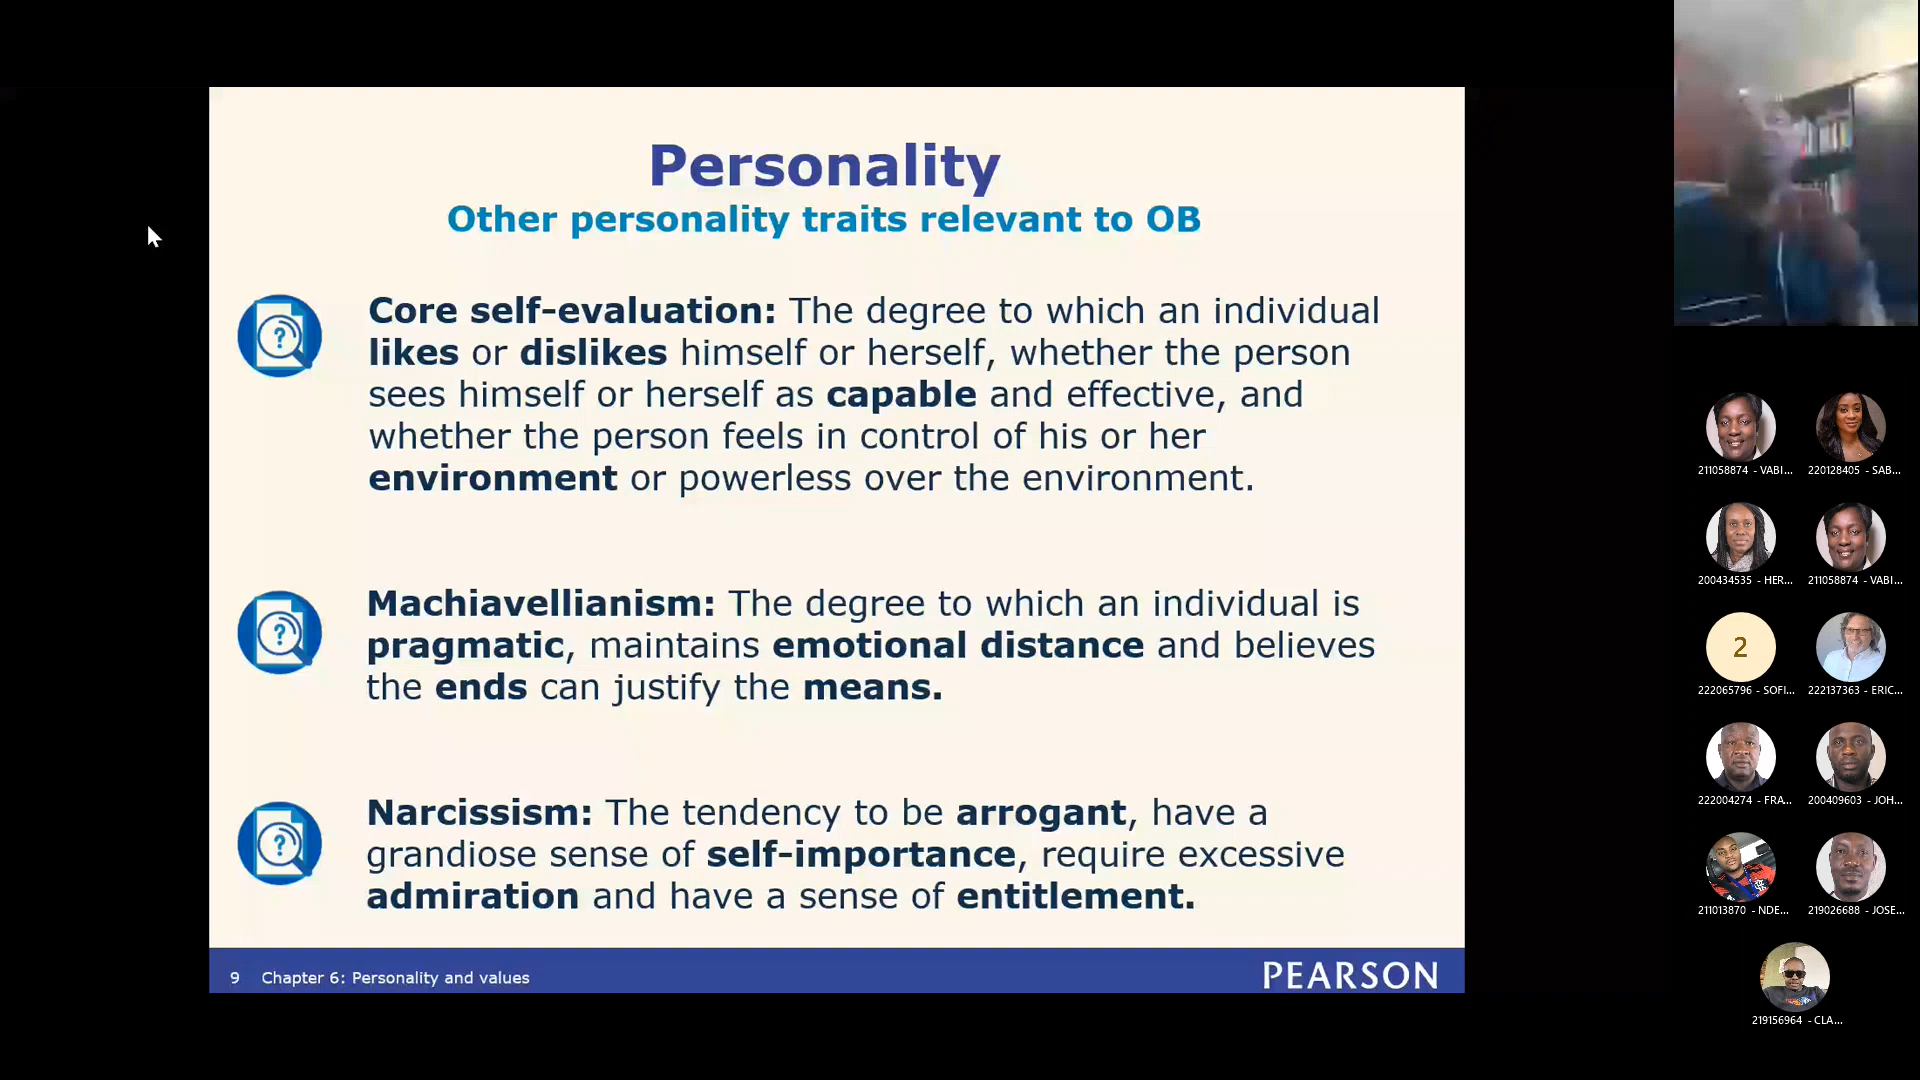 Personality
Other personality traits relevant to OB
Core self-evaluation: The degree to which an individual
likes or dislikes himself or herself, whether the person
sees himself or herself as capable and effective, and
whether the person feels in control of his or her
environment or powerless over the environment.
Machiavellianism: The degree to which an individual is
pragmatic, maintains emotional distance and believes
the ends can justify the means.
Narcissism: The tendency to be arrogant, have a
grandiose sense of self-importance, require excessive
admiration and have a sense of entitlement.
9 Chapter 6: Personality and values
PEARSON
211058874 - VABI...
220128405 - SAB...
200434535 - HER...
211058874 - VABI...
2
222065796 - SOFI...
222137363 - ERIC...
222004274 - FRA...
200409603 - JOH...
211013870 - NDE...
219026688 - JOSE...
219156964 - CLA...